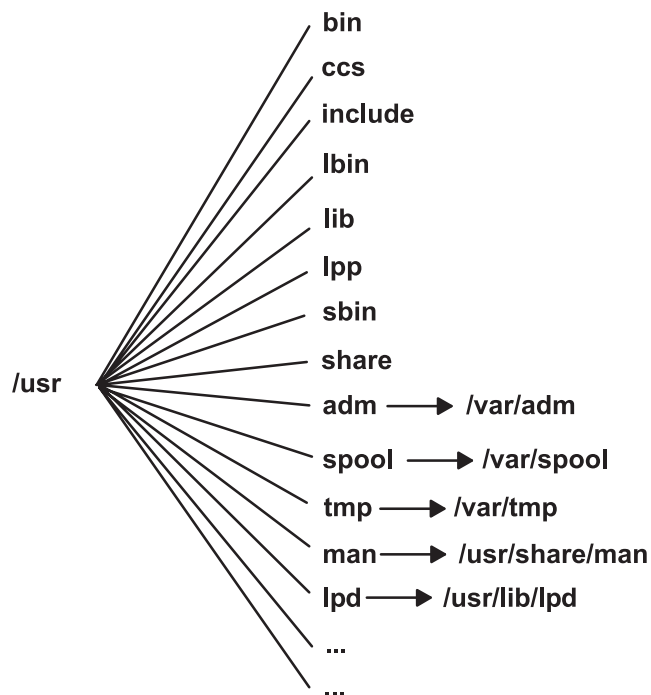 bin
ccs
include
lbin
lib
lpp
sbin
share
/usr
adm /var/adm
spool /var/spool
tmp /var/tmp
man /usr/share/man
lpd /usr/lib/lpd
...
...